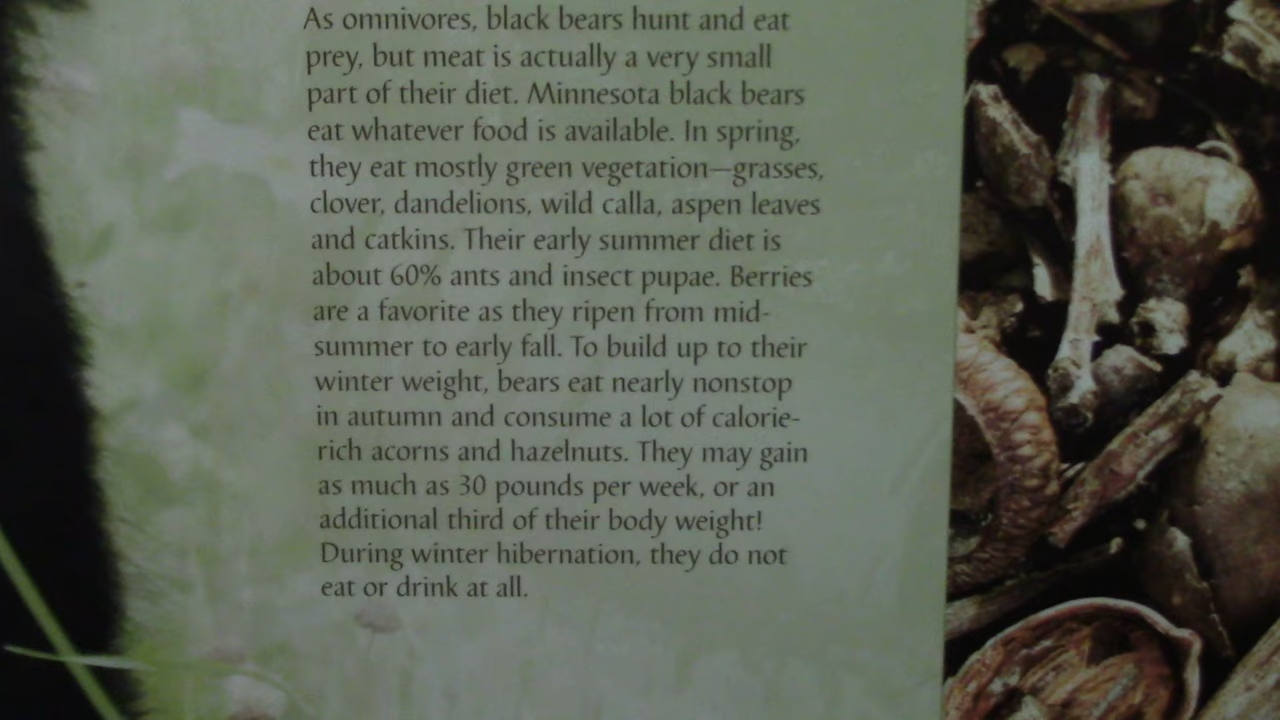 As omnivores, black bears hunt and eat
prey, but meat is actually a very small
part of their diet. Minnesota black bears
eat whatever food is available. In spring,
they eat mostly green vegetation—grasses,
clover, dandelions, wild calla, aspen leaves
and catkins. Their early summer diet is
about 60% ants and insect pupae. Berries
are a favorite as they ripen from mid-
summer to early fall. To build up to their
winter weight, bears eat nearly nonstop
in autumn and consume a lot of calorie-
rich acorns and hazelnuts. They may gain
as much as 30 pounds per week, or an
additional third of their body weight!
During winter hibernation, they do not
eat or drink at all.